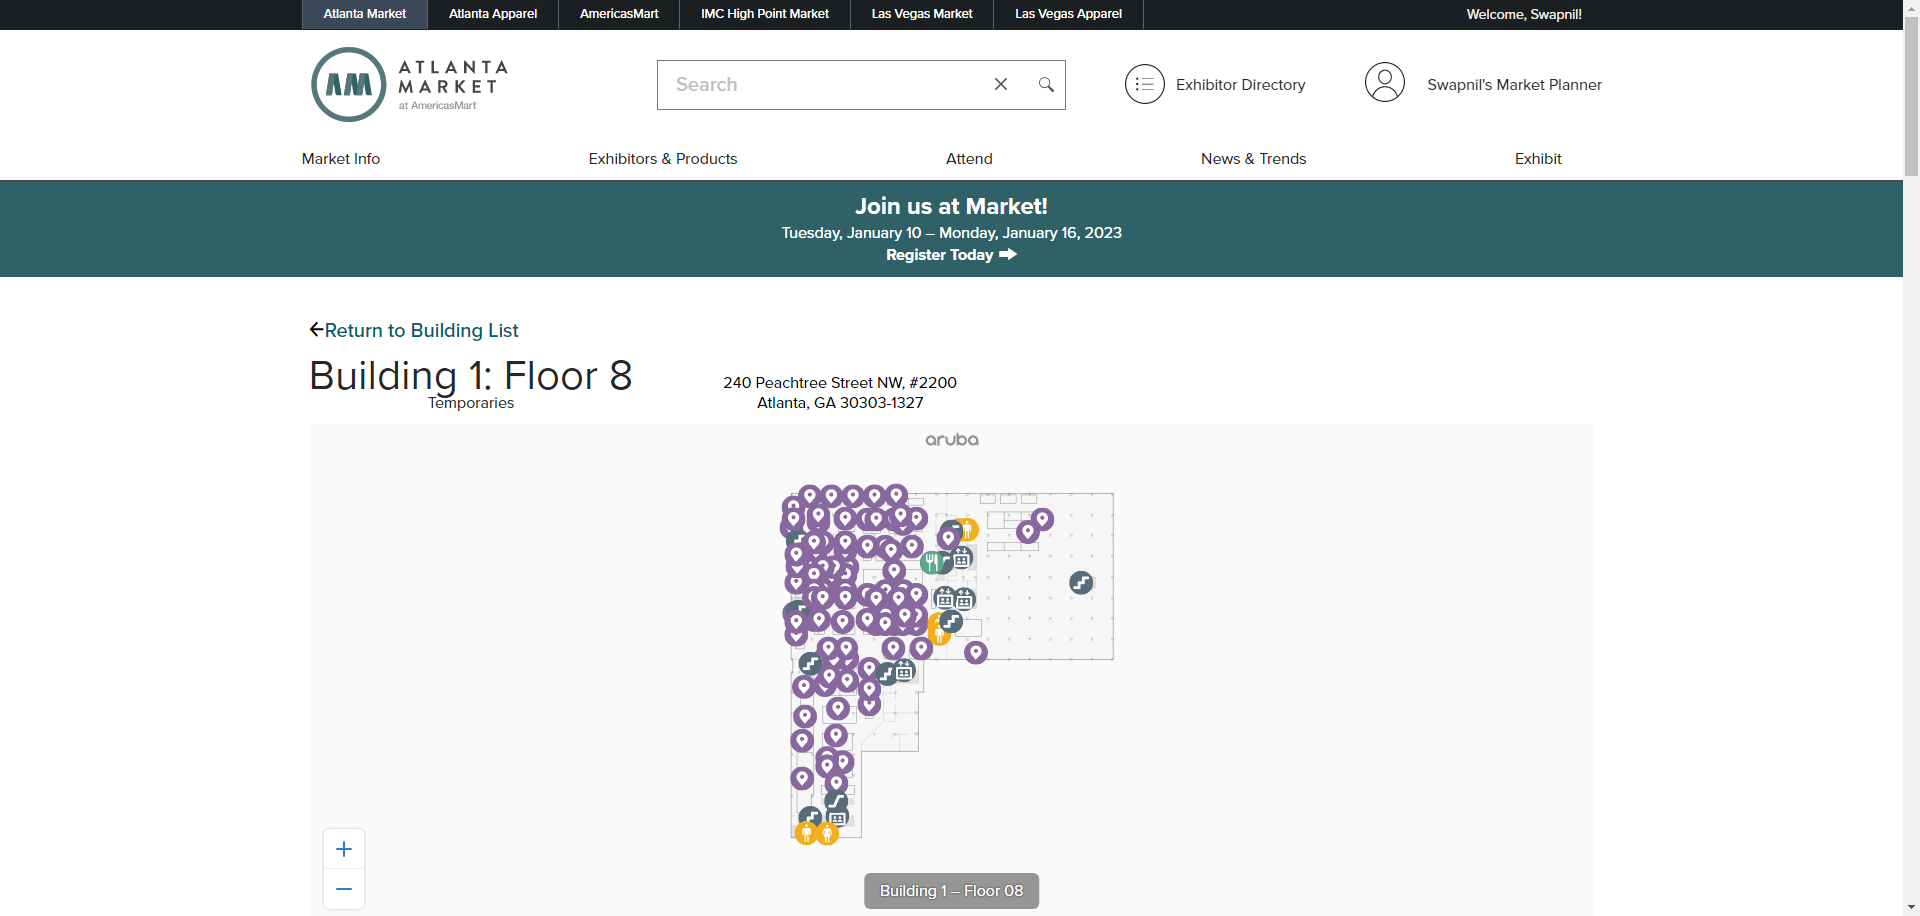 Atlanta Market
Atlanta Apparel
AmericasMart
IMC High Point Market
Las Vegas Market
Las Vegas Apparel
Welcome, Swapnil!
AM
ATLANTA
MARKET
at AmericasMart
Search
Exhibitor Directory
Swapnil's Market Planner
Market Info
Exhibitors & Products
Attend
News & Trends
Exhibit
Join us at Market!
Tuesday, January 10 – Monday, January 16, 2023
Register Today
Return to Building List
Building 1: Floor 8
Temporaries
240 Peachtree Street NW, #2200
Atlanta, GA 30303-1327
aruba
+
−
Building 1 – Floor 08